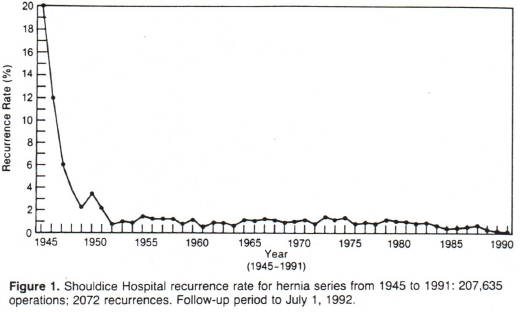 20
18
16
14
12
10
8
6
4
2
0
Recurrence Rate (%)
1945 1950 1955 1960 1965 1970 1975 1980 1985 1990
Year
(1945-1991)
Figure 1. Shouldice Hospital recurrence rate for hernia series from 1945 to 1991: 207,635
operations; 2072 recurrences. Follow-up period to July 1, 1992.